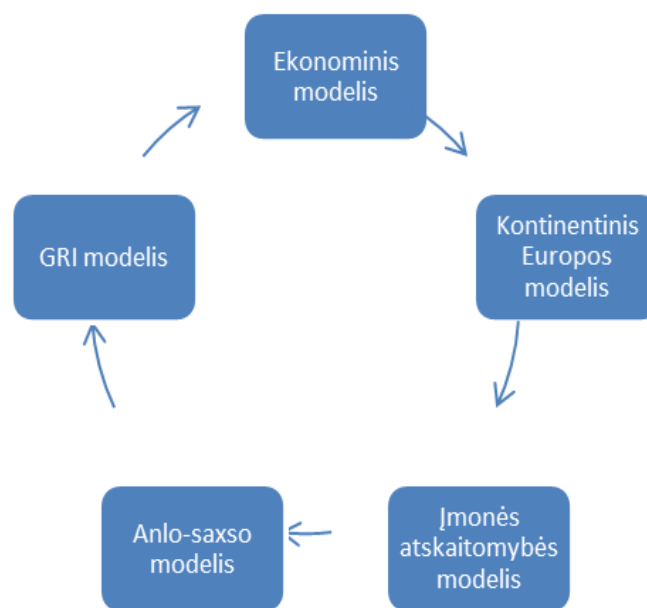 Ekonominis
modelis
Kontinentinis
Europos
modelis
Įmonės
atskaitomybės
modelis
Anlo-saxso
modelis
GRI modelis